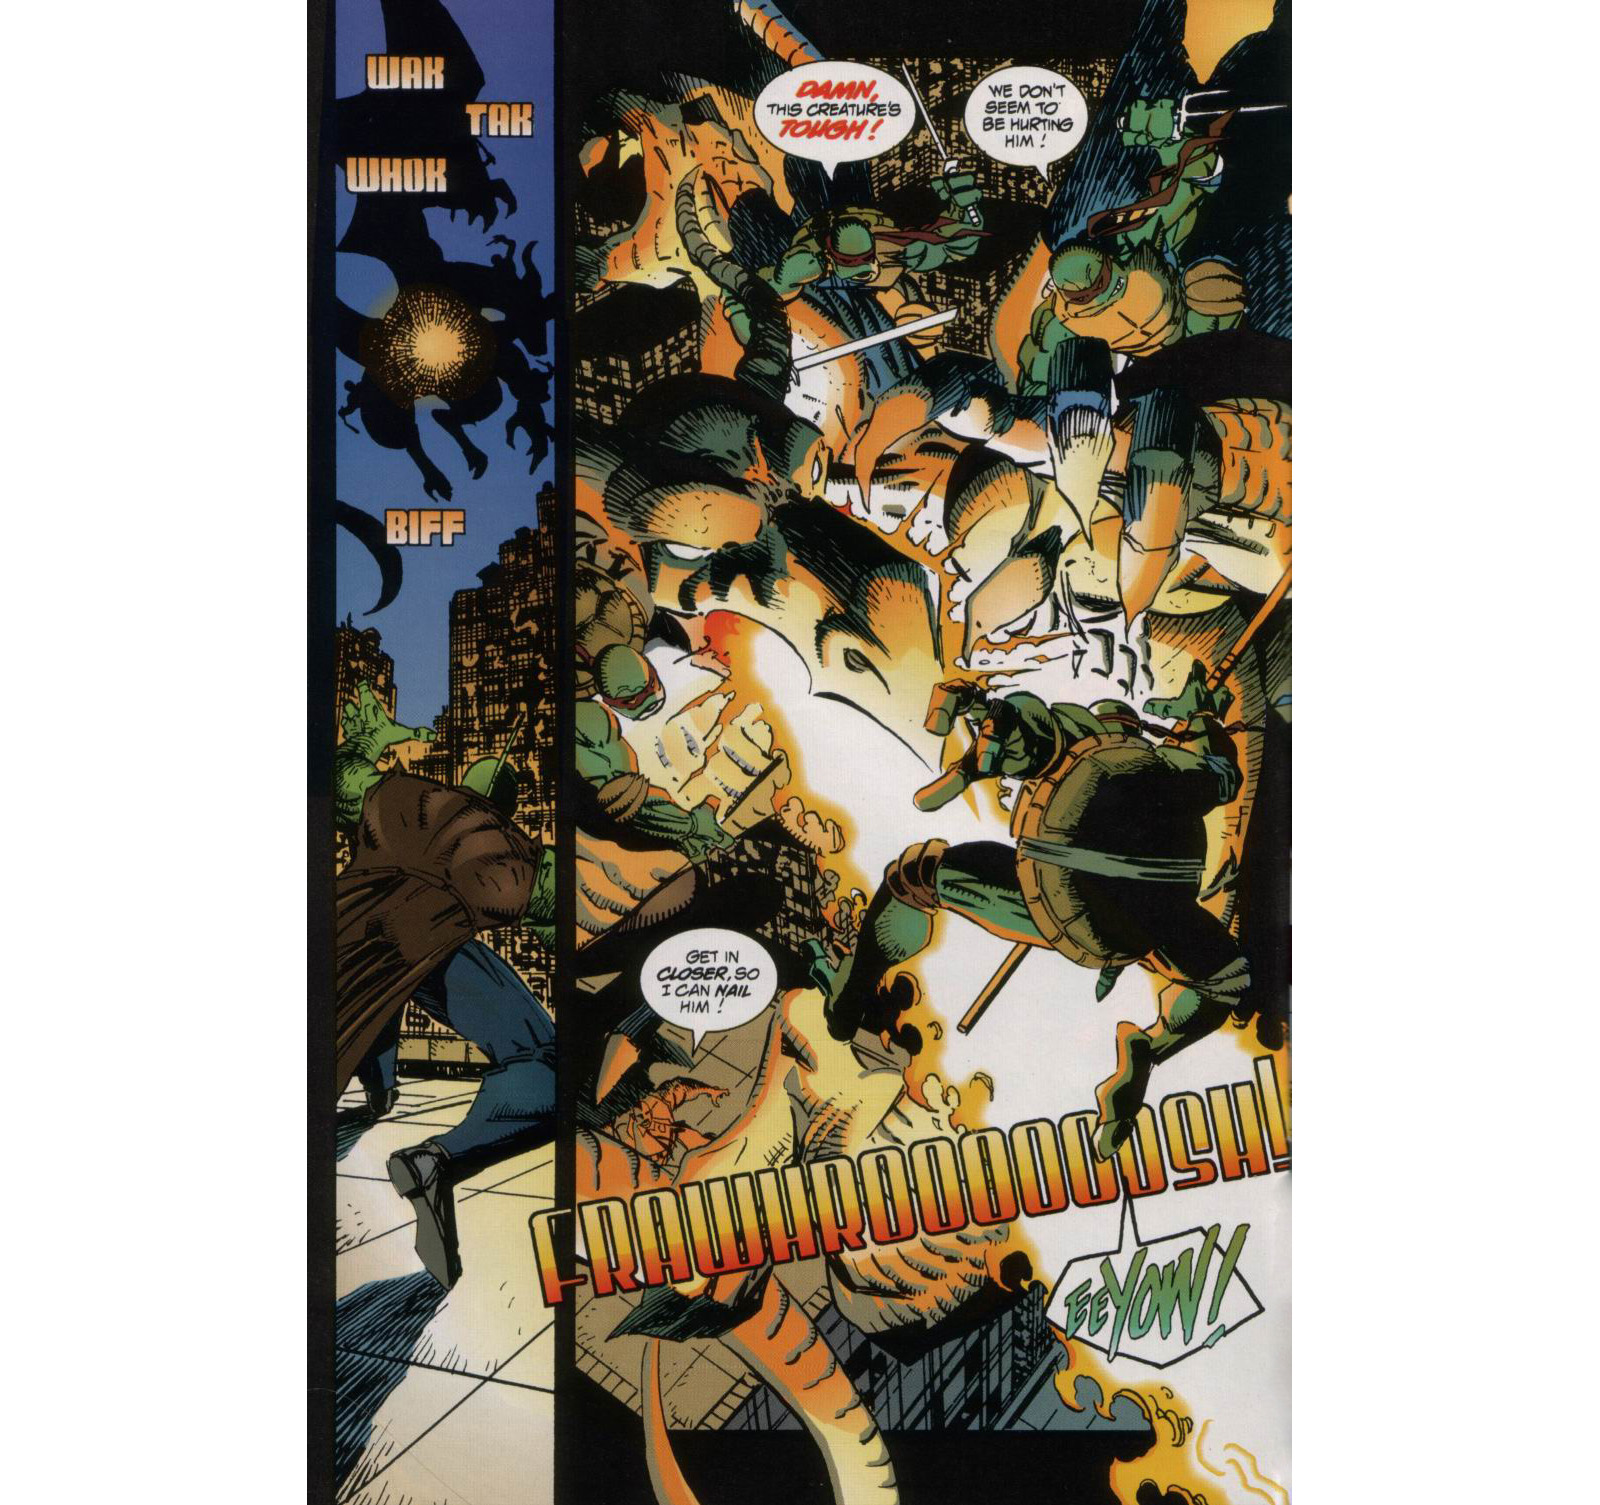 WAK
TAK
WHOK
BIFF
DAMN,
THIS CREATURE'S
TOUGH!
WE DON'T
SEEM TO
BE HURTING
HIM!
GET IN
CLOSER, SO
I CAN NAIL
HIM!
FRAWHROOOOOOSH!
EEYOW!